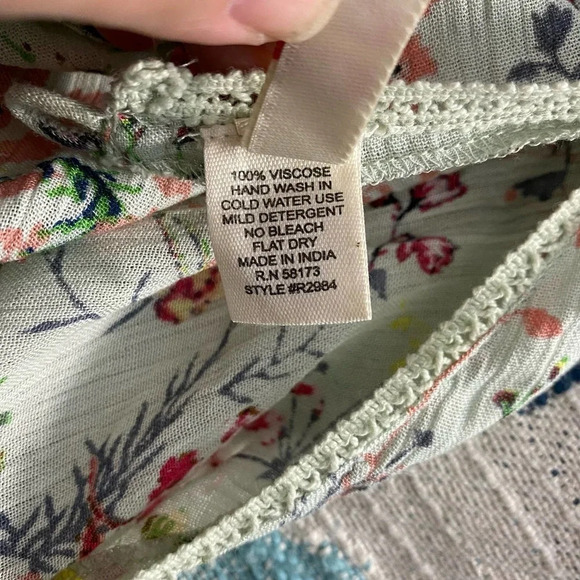 100% VISCOSE
HAND WASH IN
COLD WATER USE
MILD DETERGENT
NO BLEACH
FLAT DRY
MADE IN INDIA
R.N 58173
STYLE #R2984